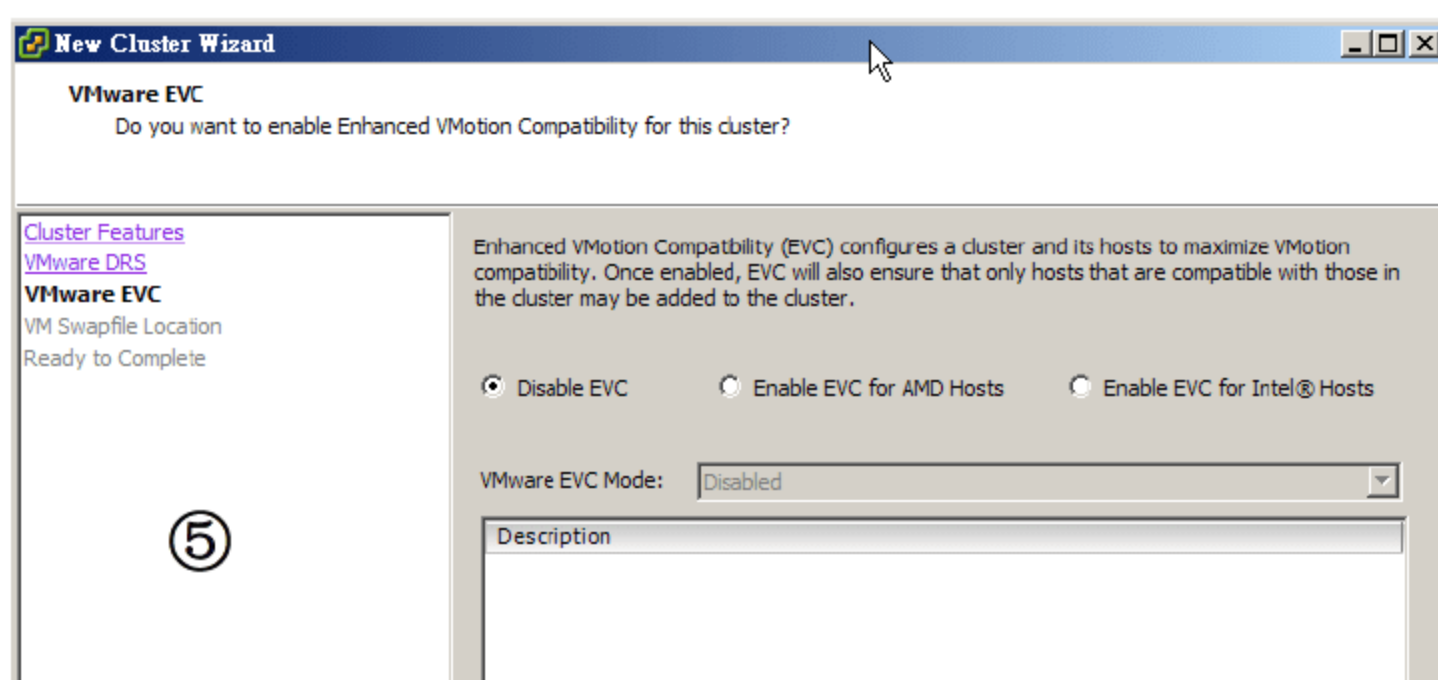 New Cluster Wizard
VMware EVC
Do you want to enable Enhanced VMotion Compatibility for this cluster?
Cluster Features
VMware DRS
VMware EVC
VM Swapfile Location
Ready to Complete
⑤
Enhanced VMotion Compatibility (EVC) configures a cluster and its hosts to maximize VMotion
compatibility. Once enabled, EVC will also ensure that only hosts that are compatible with those in
the cluster may be added to the cluster.
Disable EVC
Enable EVC for AMD Hosts
Enable EVC for Intel® Hosts
VMware EVC Mode:
Disabled
Description